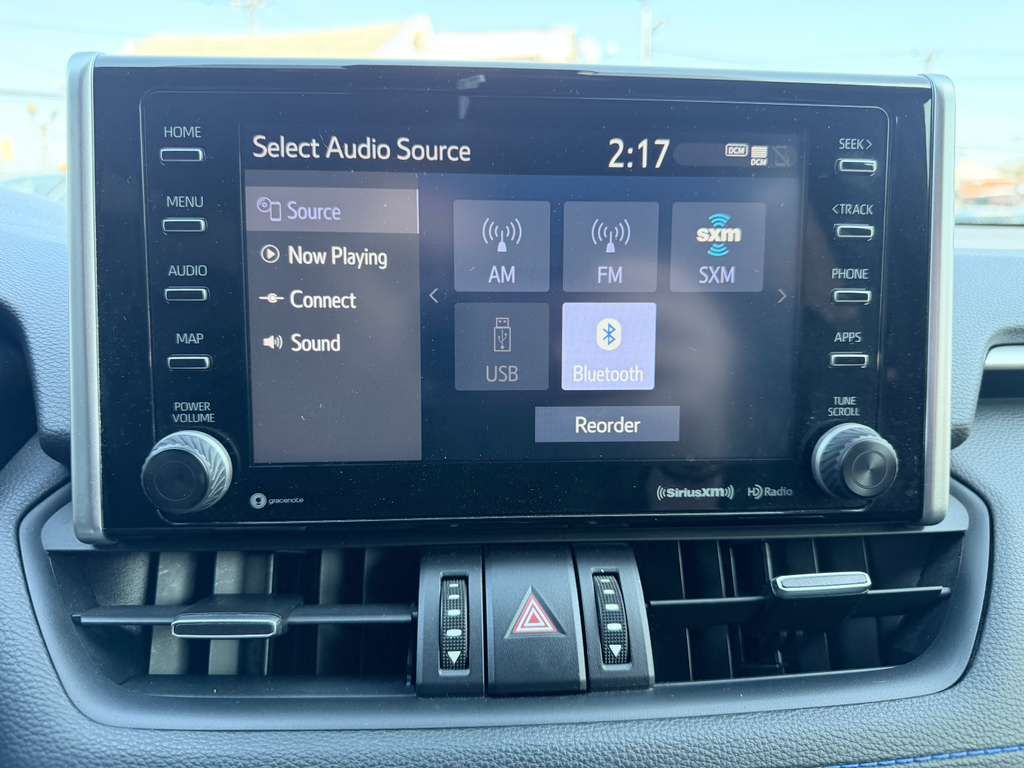 HOME
MENU
AUDIO
MAP
POWER
VOLUME
Select Audio Source
2:17
DCM
DCM
Source
Now Playing
Connect
Sound
AM
FM
sxm
SXM
USB
Bluetooth
Reorder
SEEK >
< TRACK
PHONE
APPS
TUNE
SCROLL
gracenote
((SiriusXM))
HD Radio